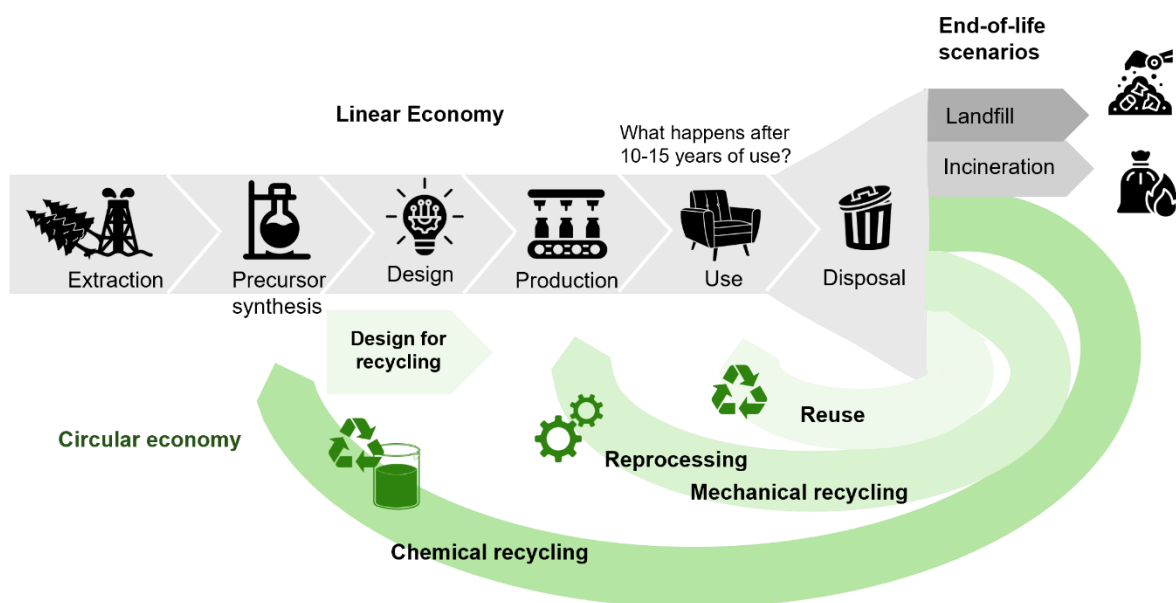 End-of-life
scenarios
Linear Economy
What happens after
10-15 years of use?
Landfill
Incineration
Extraction
Precursor
synthesis
Design
Production
Use
Disposal
Design for
recycling
Circular economy
Reuse
Reprocessing
Mechanical recycling
Chemical recycling